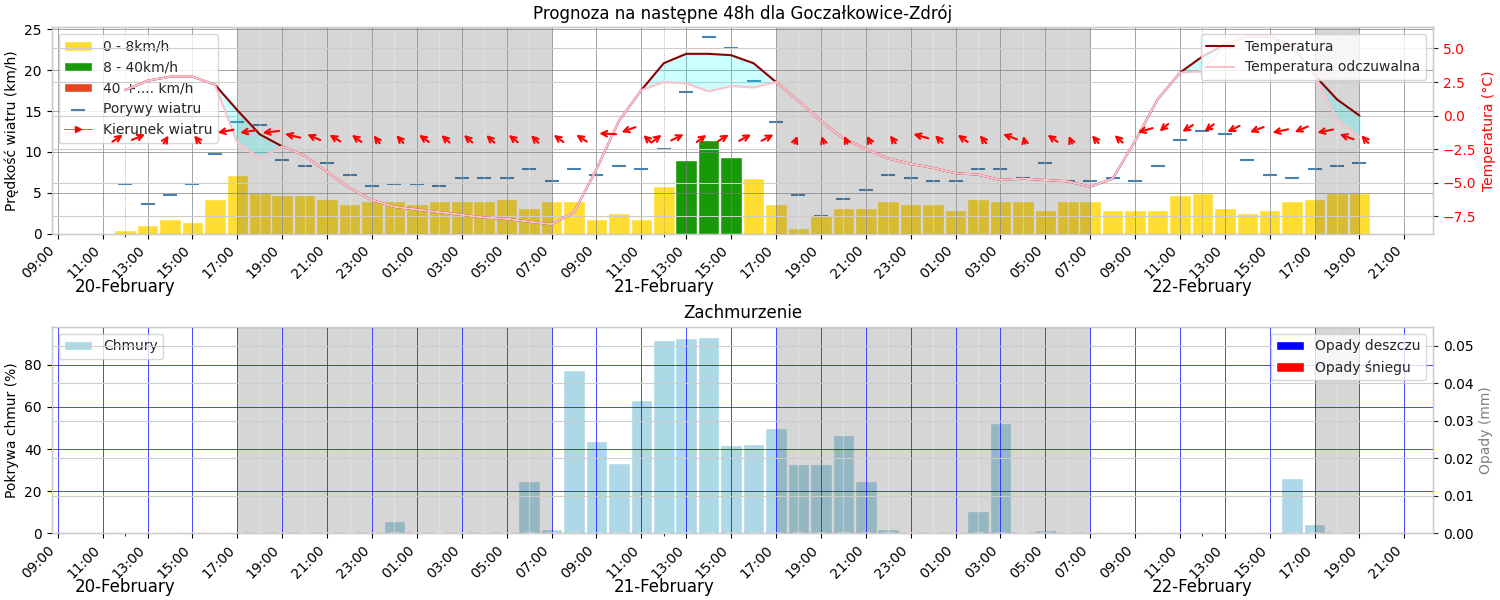 Prognoza na następne 48h dla Goczałkowice-Zdrój
Prędkość wiatru (km/h)
25
20
15
10
5
0
0 - 8km/h
8 - 40km/h
40 +.... km/h
Porywy wiatru
Kierunek wiatru
Temperatura
Temperatura odczuwalna
5.0
2.5
0.0
−2.5
−5.0
−7.5
Temperatura (°C)
09:00 11:00 13:00 15:00 17:00 19:00 21:00 23:00 01:00 03:00 05:00 07:00 09:00 11:00 13:00 15:00 17:00 19:00 21:00 23:00 01:00 03:00 05:00 07:00 09:00 11:00 13:00 15:00 17:00 19:00 21:00
20-February 21-February 22-February
Zachmurzenie
Pokrywa chmur (%)
80
60
40
20
0
Chmury
Opady deszczu
Opady śniegu
0.05
0.04
0.03
0.02
0.01
0.00
Opady (mm)
09:00 11:00 13:00 15:00 17:00 19:00 21:00 23:00 01:00 03:00 05:00 07:00 09:00 11:00 13:00 15:00 17:00 19:00 21:00 23:00 01:00 03:00 05:00 07:00 09:00 11:00 13:00 15:00 17:00 19:00 21:00
20-February 21-February 22-February